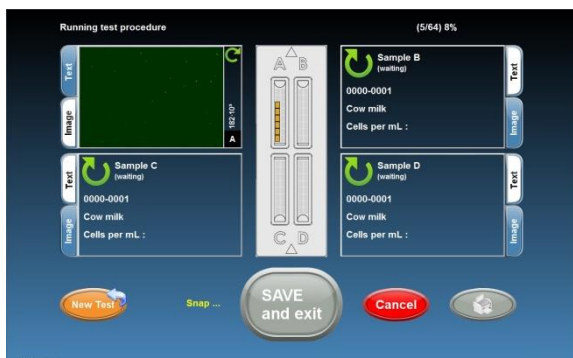 Running test procedure
(5/64) 8%
Text
Image
182·10³
A
A B
Sample B
(waiting)
0000-0001
Cow milk
Cells per mL :
Text
Image
Text
Image
Sample C
(waiting)
0000-0001
Cow milk
Cells per mL :
C D
Sample D
(waiting)
0000-0001
Cow milk
Cells per mL :
Text
Image
New Test
Snap ...
SAVE
and exit
Cancel